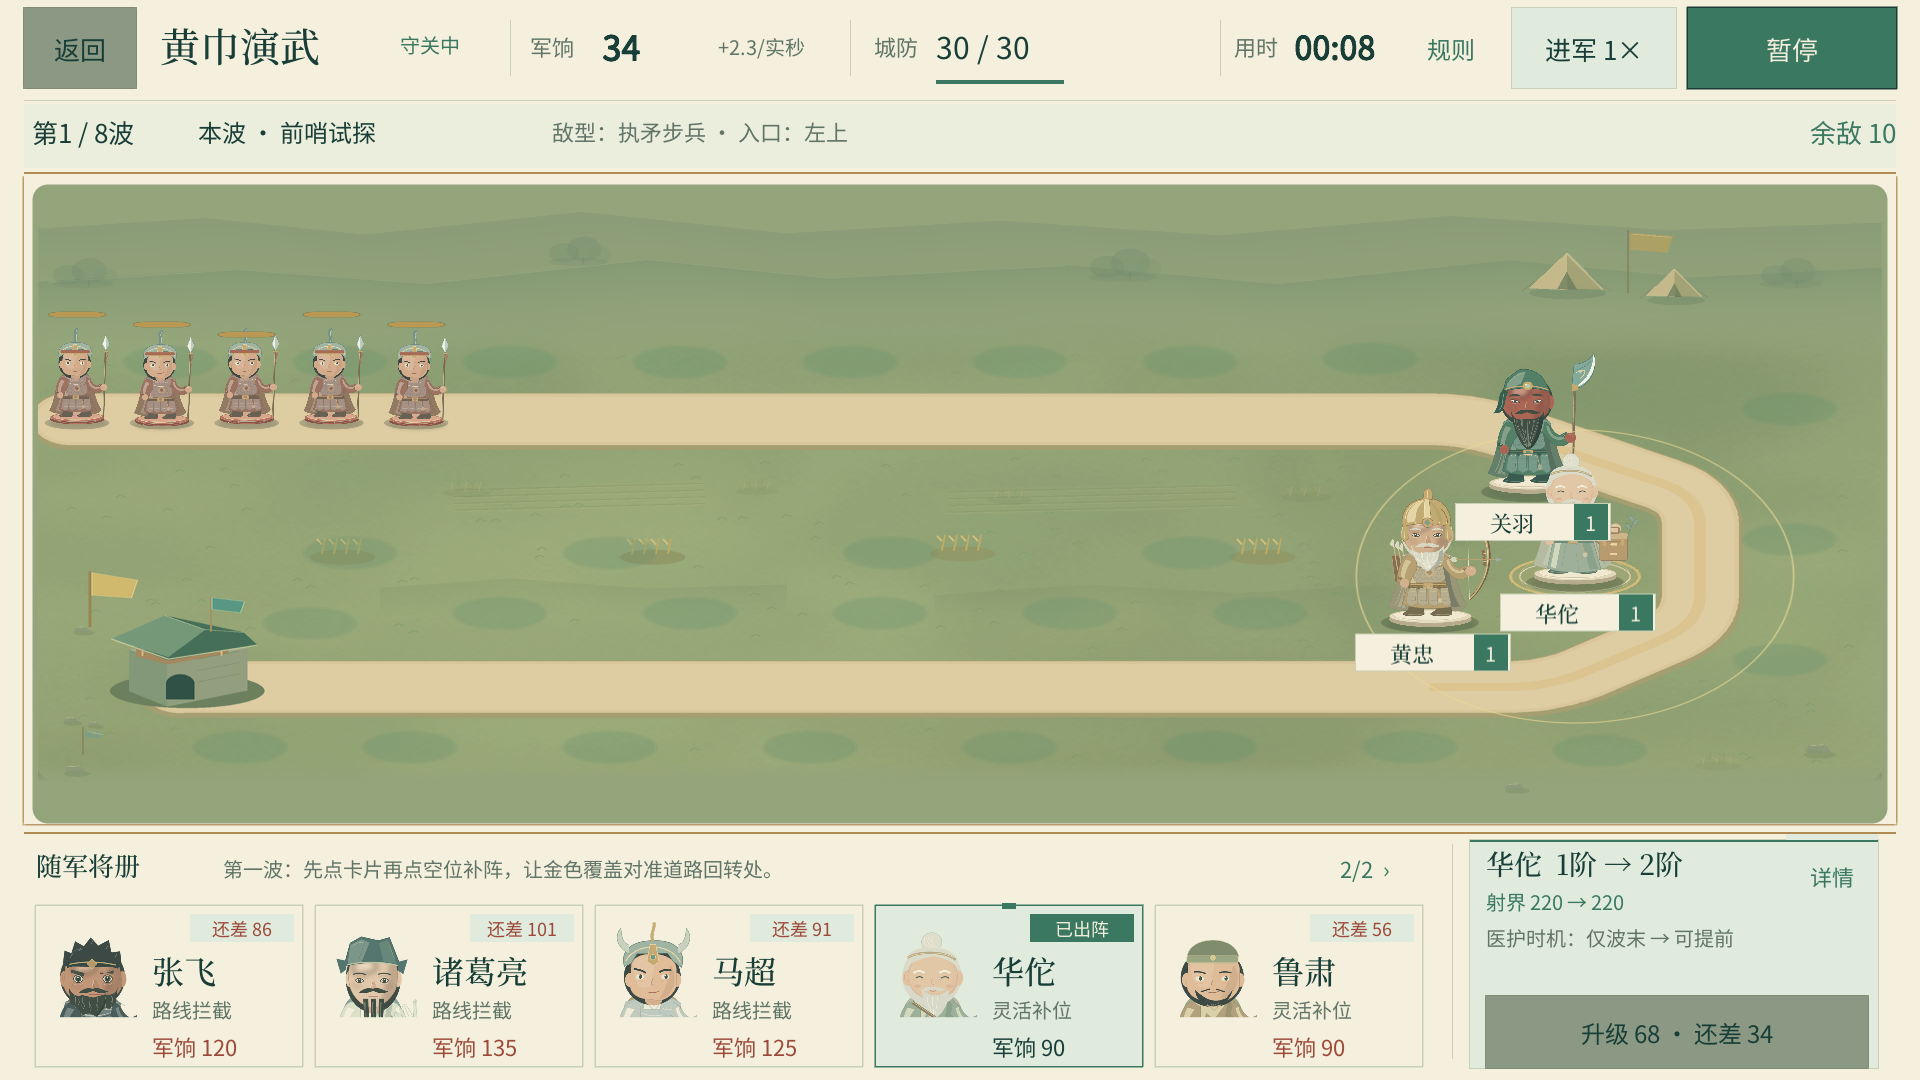 返回
黄巾演武
守关中
军饷 34
+2.3/实秒
城防 30 / 30
用时 00:08
规则
进军 1×
暂停
第1 / 8波
本波 · 前哨试探
敌型：执矛步兵 · 入口：左上
余敌 10
关羽 1
华佗 1
黄忠 1
随军将册
第一波：先点卡片再点空位补阵，让金色覆盖对准道路回转处。
2/2 ›
还差 86
张飞
路线拦截
军饷 120
还差 101
诸葛亮
路线拦截
军饷 135
还差 91
马超
路线拦截
军饷 125
已出阵
华佗
灵活补位
军饷 90
还差 56
鲁肃
灵活补位
军饷 90
华佗 1阶 → 2阶
详情
射界 220 → 220
医护时机：仅波末 → 可提前
升级 68 · 还差 34